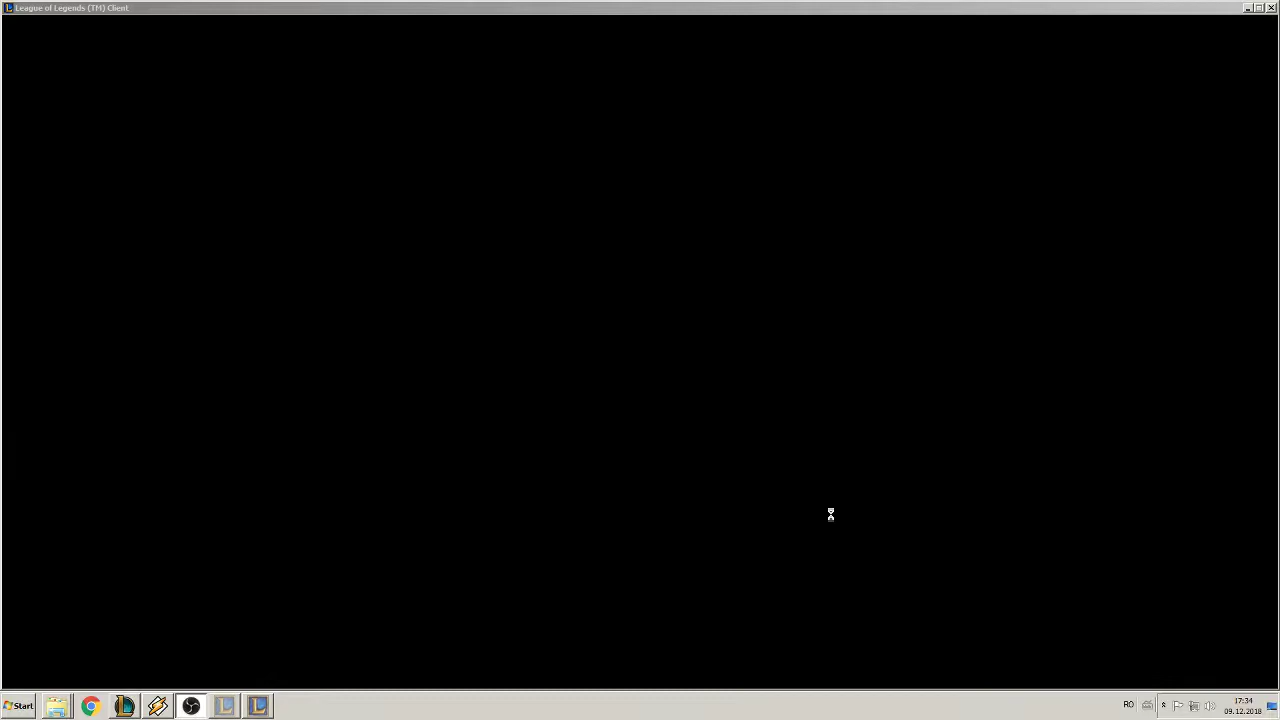 League of Legends (TM) Client
Start
RO
17:34
09.12.2018